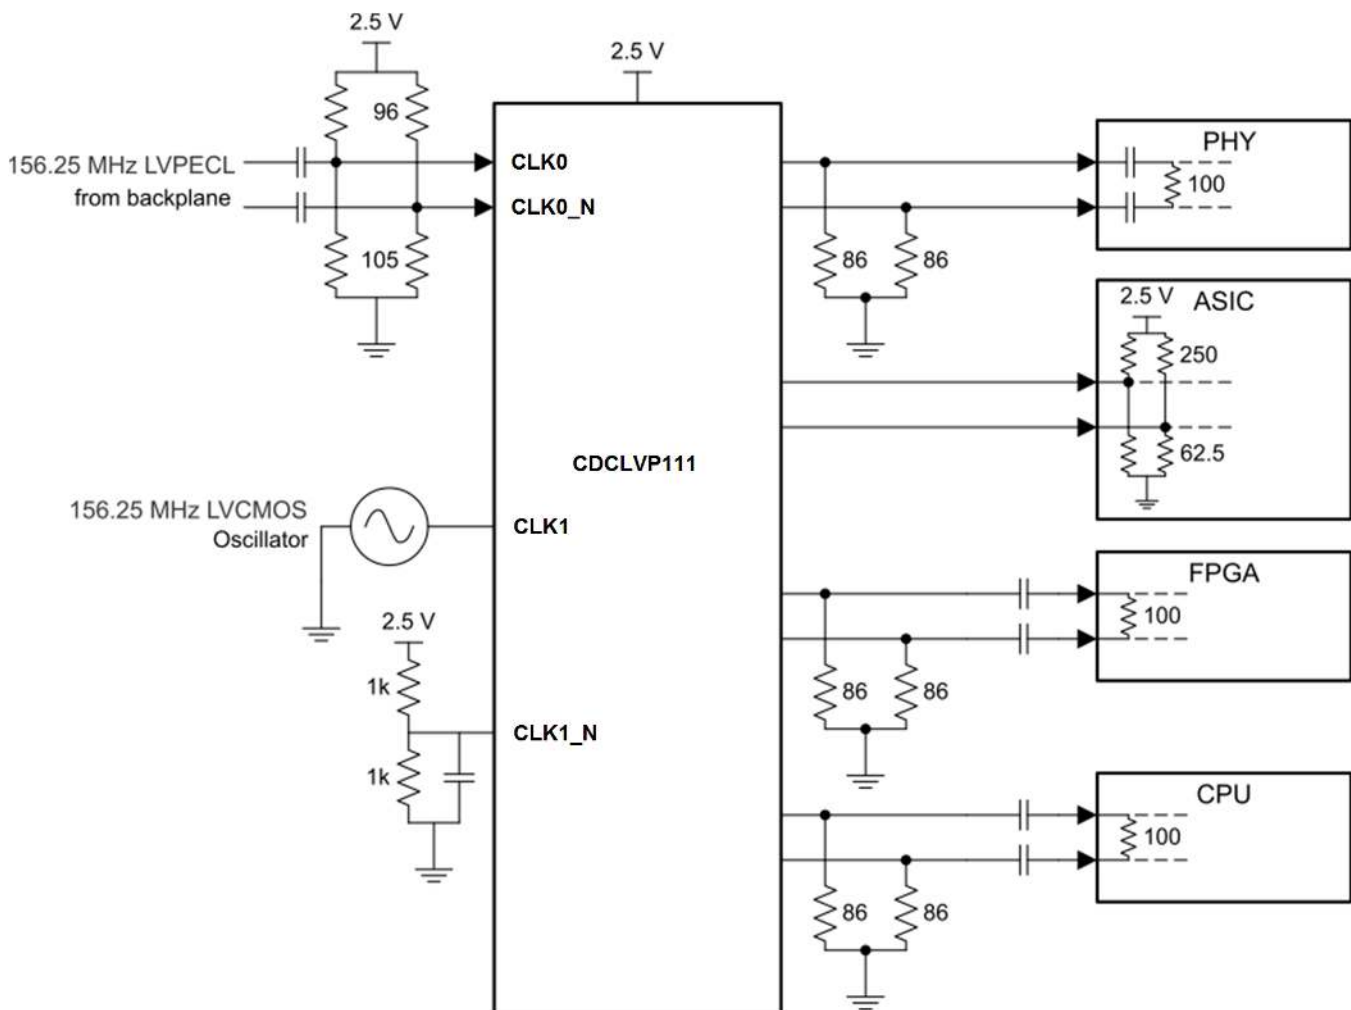 2.5 V
2.5 V
96
156.25 MHz LVPECL
from backplane
105
CLK0
CLK0_N
PHY
100
86
86
2.5 V
ASIC
250
62.5
CDCLVP111
156.25 MHz LVCMOS
Oscillator
CLK1
FPGA
100
2.5 V
1k
1k
CLK1_N
86
86
CPU
100
86
86